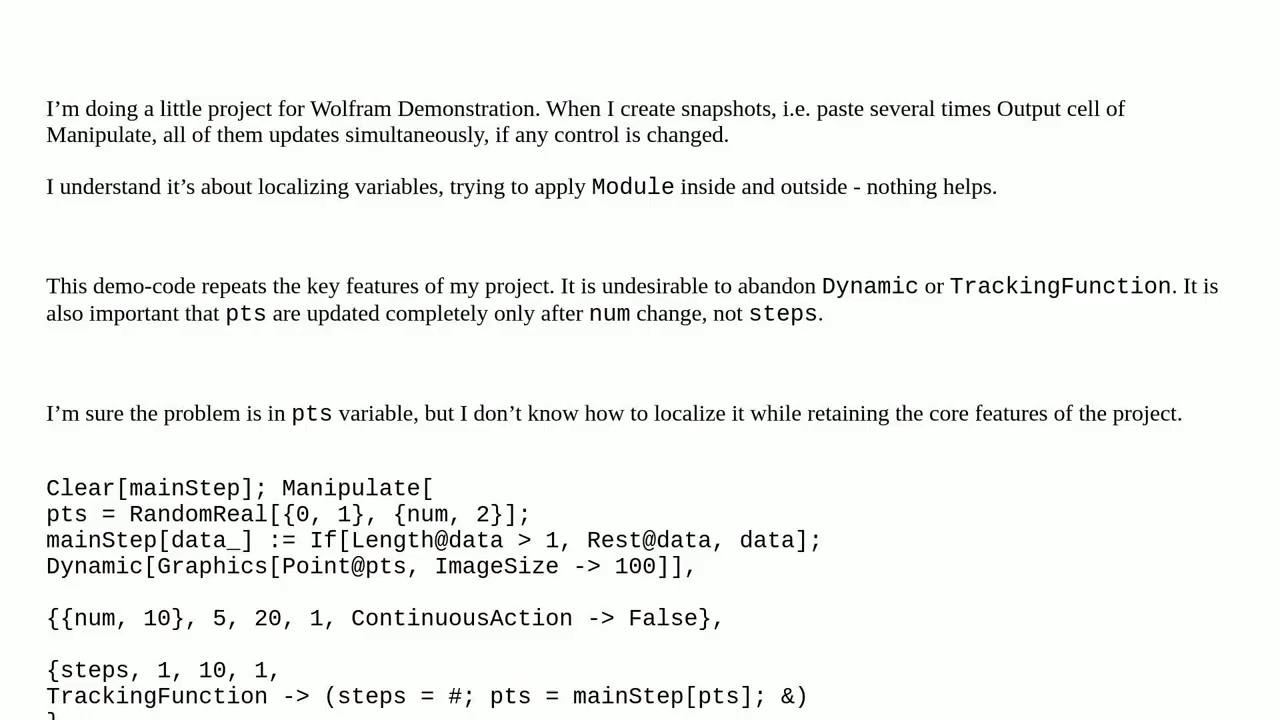 I’m doing a little project for Wolfram Demonstration. When I create snapshots, i.e. paste several times Output cell of
Manipulate, all of them updates simultaneously, if any control is changed.
I understand it’s about localizing variables, trying to apply Module inside and outside - nothing helps.
This demo-code repeats the key features of my project. It is undesirable to abandon Dynamic or TrackingFunction. It is
also important that pts are updated completely only after num change, not steps.
I’m sure the problem is in pts variable, but I don’t know how to localize it while retaining the core features of the project.
Clear[mainStep]; Manipulate[
pts = RandomReal[{0, 1}, {num, 2}];
mainStep[data_] := If[Length@data > 1, Rest@data, data];
Dynamic[Graphics[Point@pts, ImageSize -> 100]],
{{num, 10}, 5, 20, 1, ContinuousAction -> False},
{steps, 1, 10, 1,
TrackingFunction -> (steps = #; pts = mainStep[pts]; &)
}